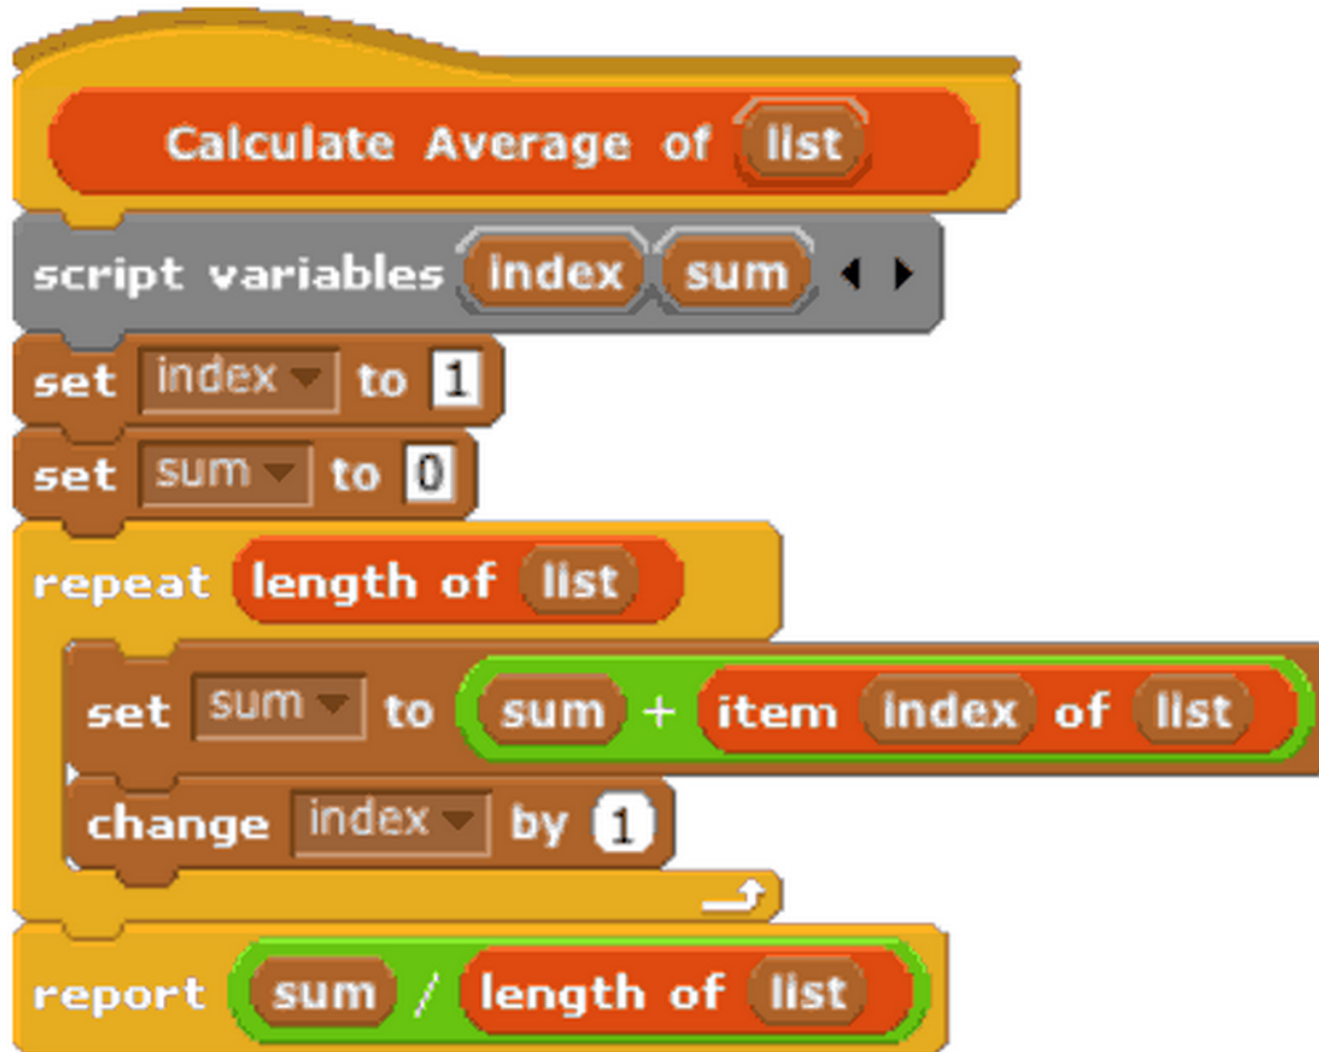 Calculate Average of list
script variables index sum
set index to 1
set sum to 0
repeat length of list
set sum to sum + item index of list
change index by 1
report sum / length of list